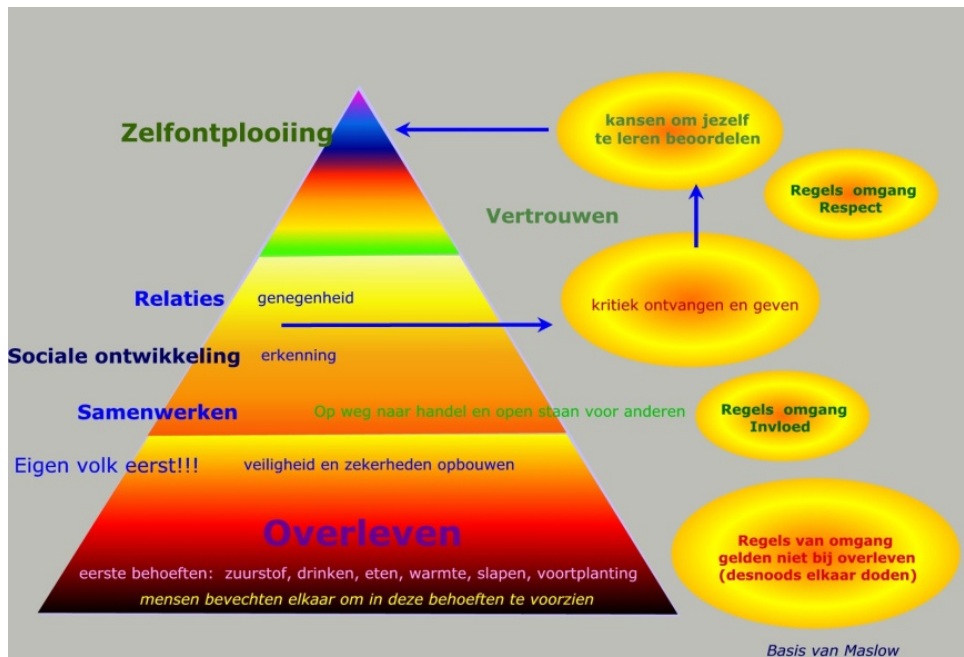 kansen om jezelf
te leren beoordelen
Zelfontplooiing
Regels omgang
Respect
Vertrouwen
Relaties
genegenheid
kritiek ontvangen en geven
Sociale ontwikkeling
erkenning
Samenwerken
Op weg naar handel en open staan voor anderen
Regels omgang
Invloed
Eigen volk eerst!!!
veiligheid en zekerheden opbouwen
Overleven
Regels van omgang
gelden niet bij overleven
(desnoods elkaar doden)
eerste behoeften: zuurstof, drinken, eten, warmte, slapen, voortplanting
mensen bevechten elkaar om in deze behoeften te voorzien
Basis van Maslow